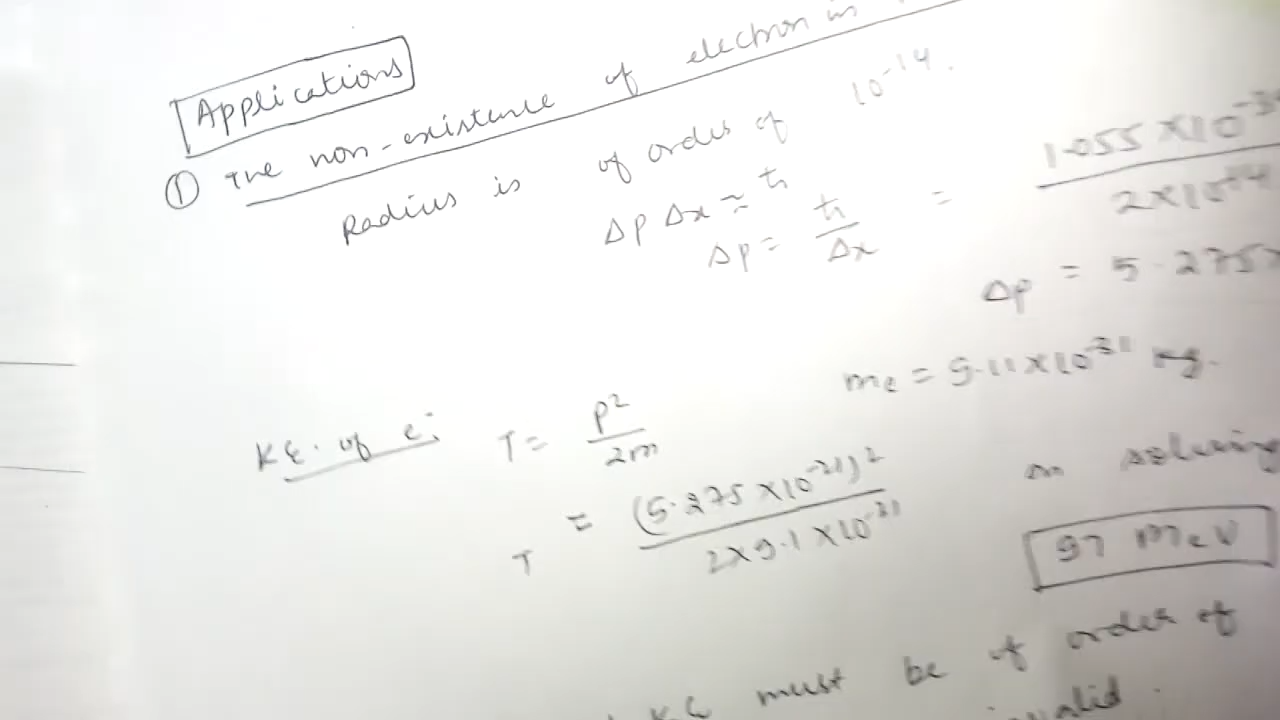 Applications
① The non-existence of electron in
Radius is of order of 10⁻¹⁴.
Δp Δx ≈ ħ
Δp = ħ/Δx = 1.055 × 10⁻³/2 × 10⁻¹⁴
Δp = 5.275 ×
me = 9.11 × 10⁻³¹ kg.
K.E. of e: T = p²/2m
T = (5.275 × 10⁻²¹)²/2 × 9.1 × 10⁻³¹ on solving
97 MeV
K.E must be of order of